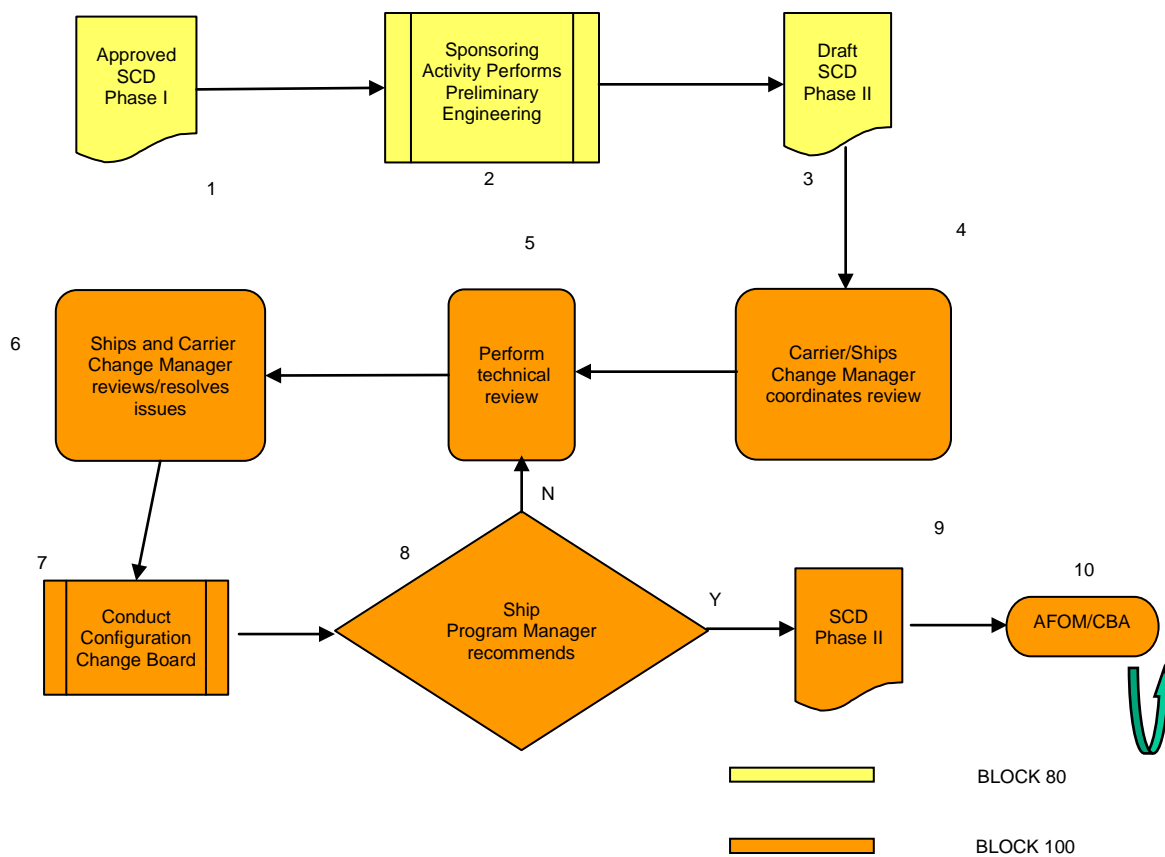 Approved
SCD
Phase I
Sponsoring
Activity Performs
Preliminary
Engineering
Draft
SCD
Phase II
1
2
3
4
5
6
Ships and Carrier
Change Manager
reviews/resolves
issues
Perform
technical
review
Carrier/Ships
Change Manager
coordinates review
N
7
Conduct
Configuration
Change Board
8
Ship
Program Manager
recommends
Y
9
SCD
Phase II
10
AFOM/CBA
BLOCK 80
BLOCK 100